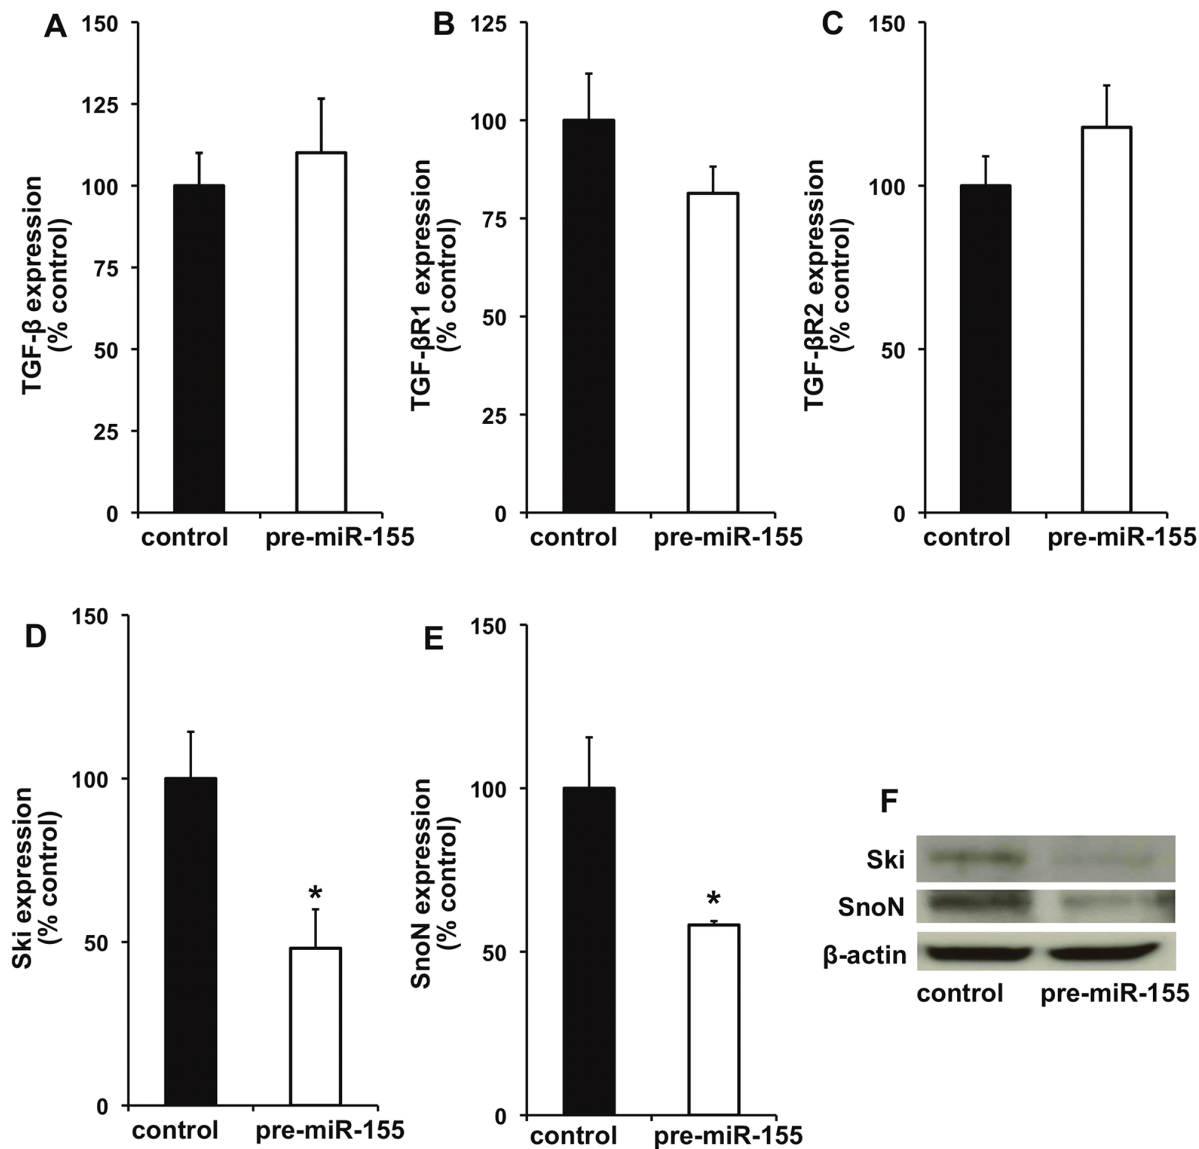 A
150
125
100
75
50
25
0
TGF-β expression
(% control)
control pre-miR-155
B
125
100
75
50
25
0
TGF-βR1 expression
(% control)
control pre-miR-155
C
150
100
50
0
TGF-βR2 expression
(% control)
control pre-miR-155
D
150
100
50
0
Ski expression
(% control)
*
control pre-miR-155
E
150
100
50
0
SnoN expression
(% control)
*
control pre-miR-155
F
Ski
SnoN
β-actin
control pre-miR-155